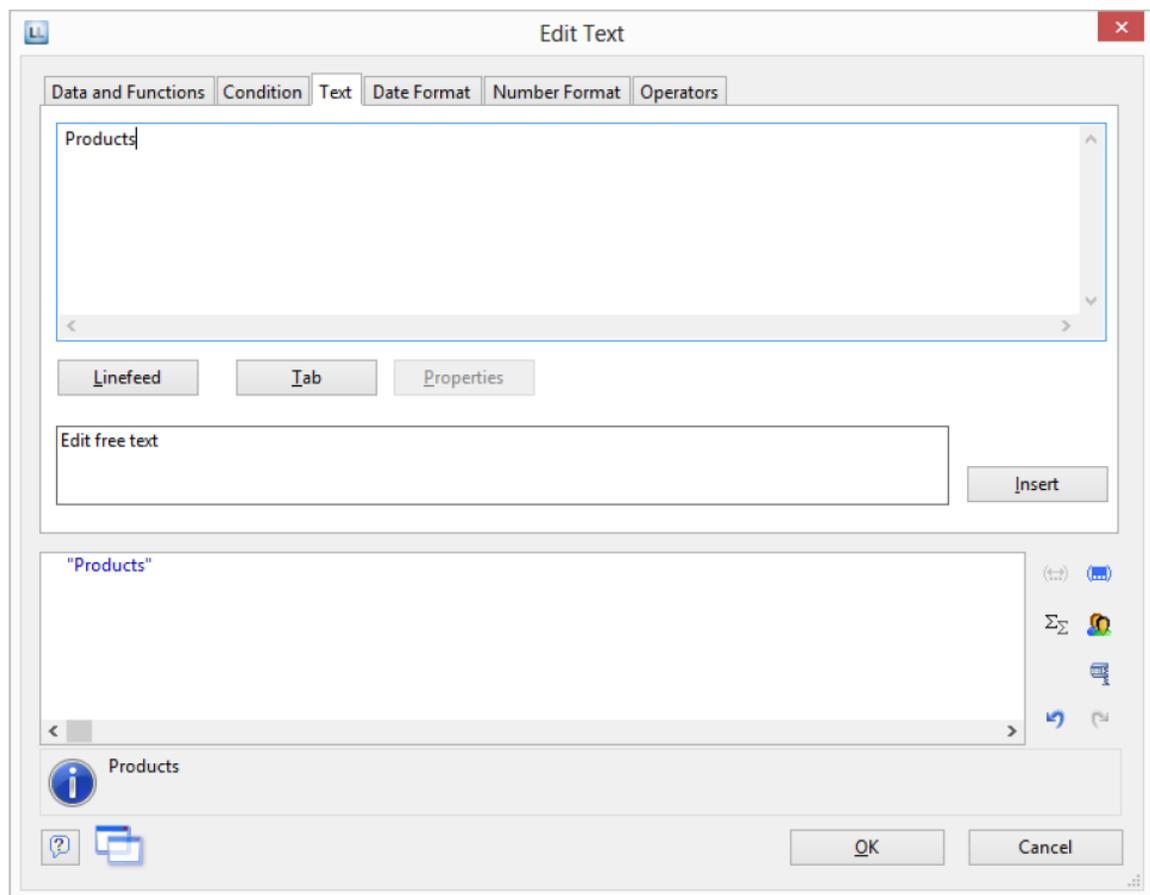 LL
Edit Text
Data and Functions Condition Text Date Format Number Format Operators
Products
Linefeed Tab Properties
Edit free text
Insert
"Products"
Products
OK Cancel